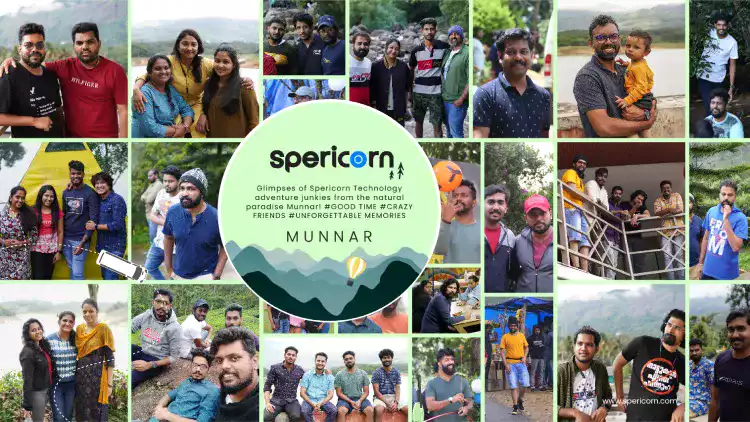 HILFIGER
spericorn
Glimpses of Spericorn Technology
adventure junkies from the natural
paradise Munnar! #GOOD TIME #CRAZY
FRIENDS #UNFORGETTABLE MEMORIES
MUNNAR
www.spericorn.com